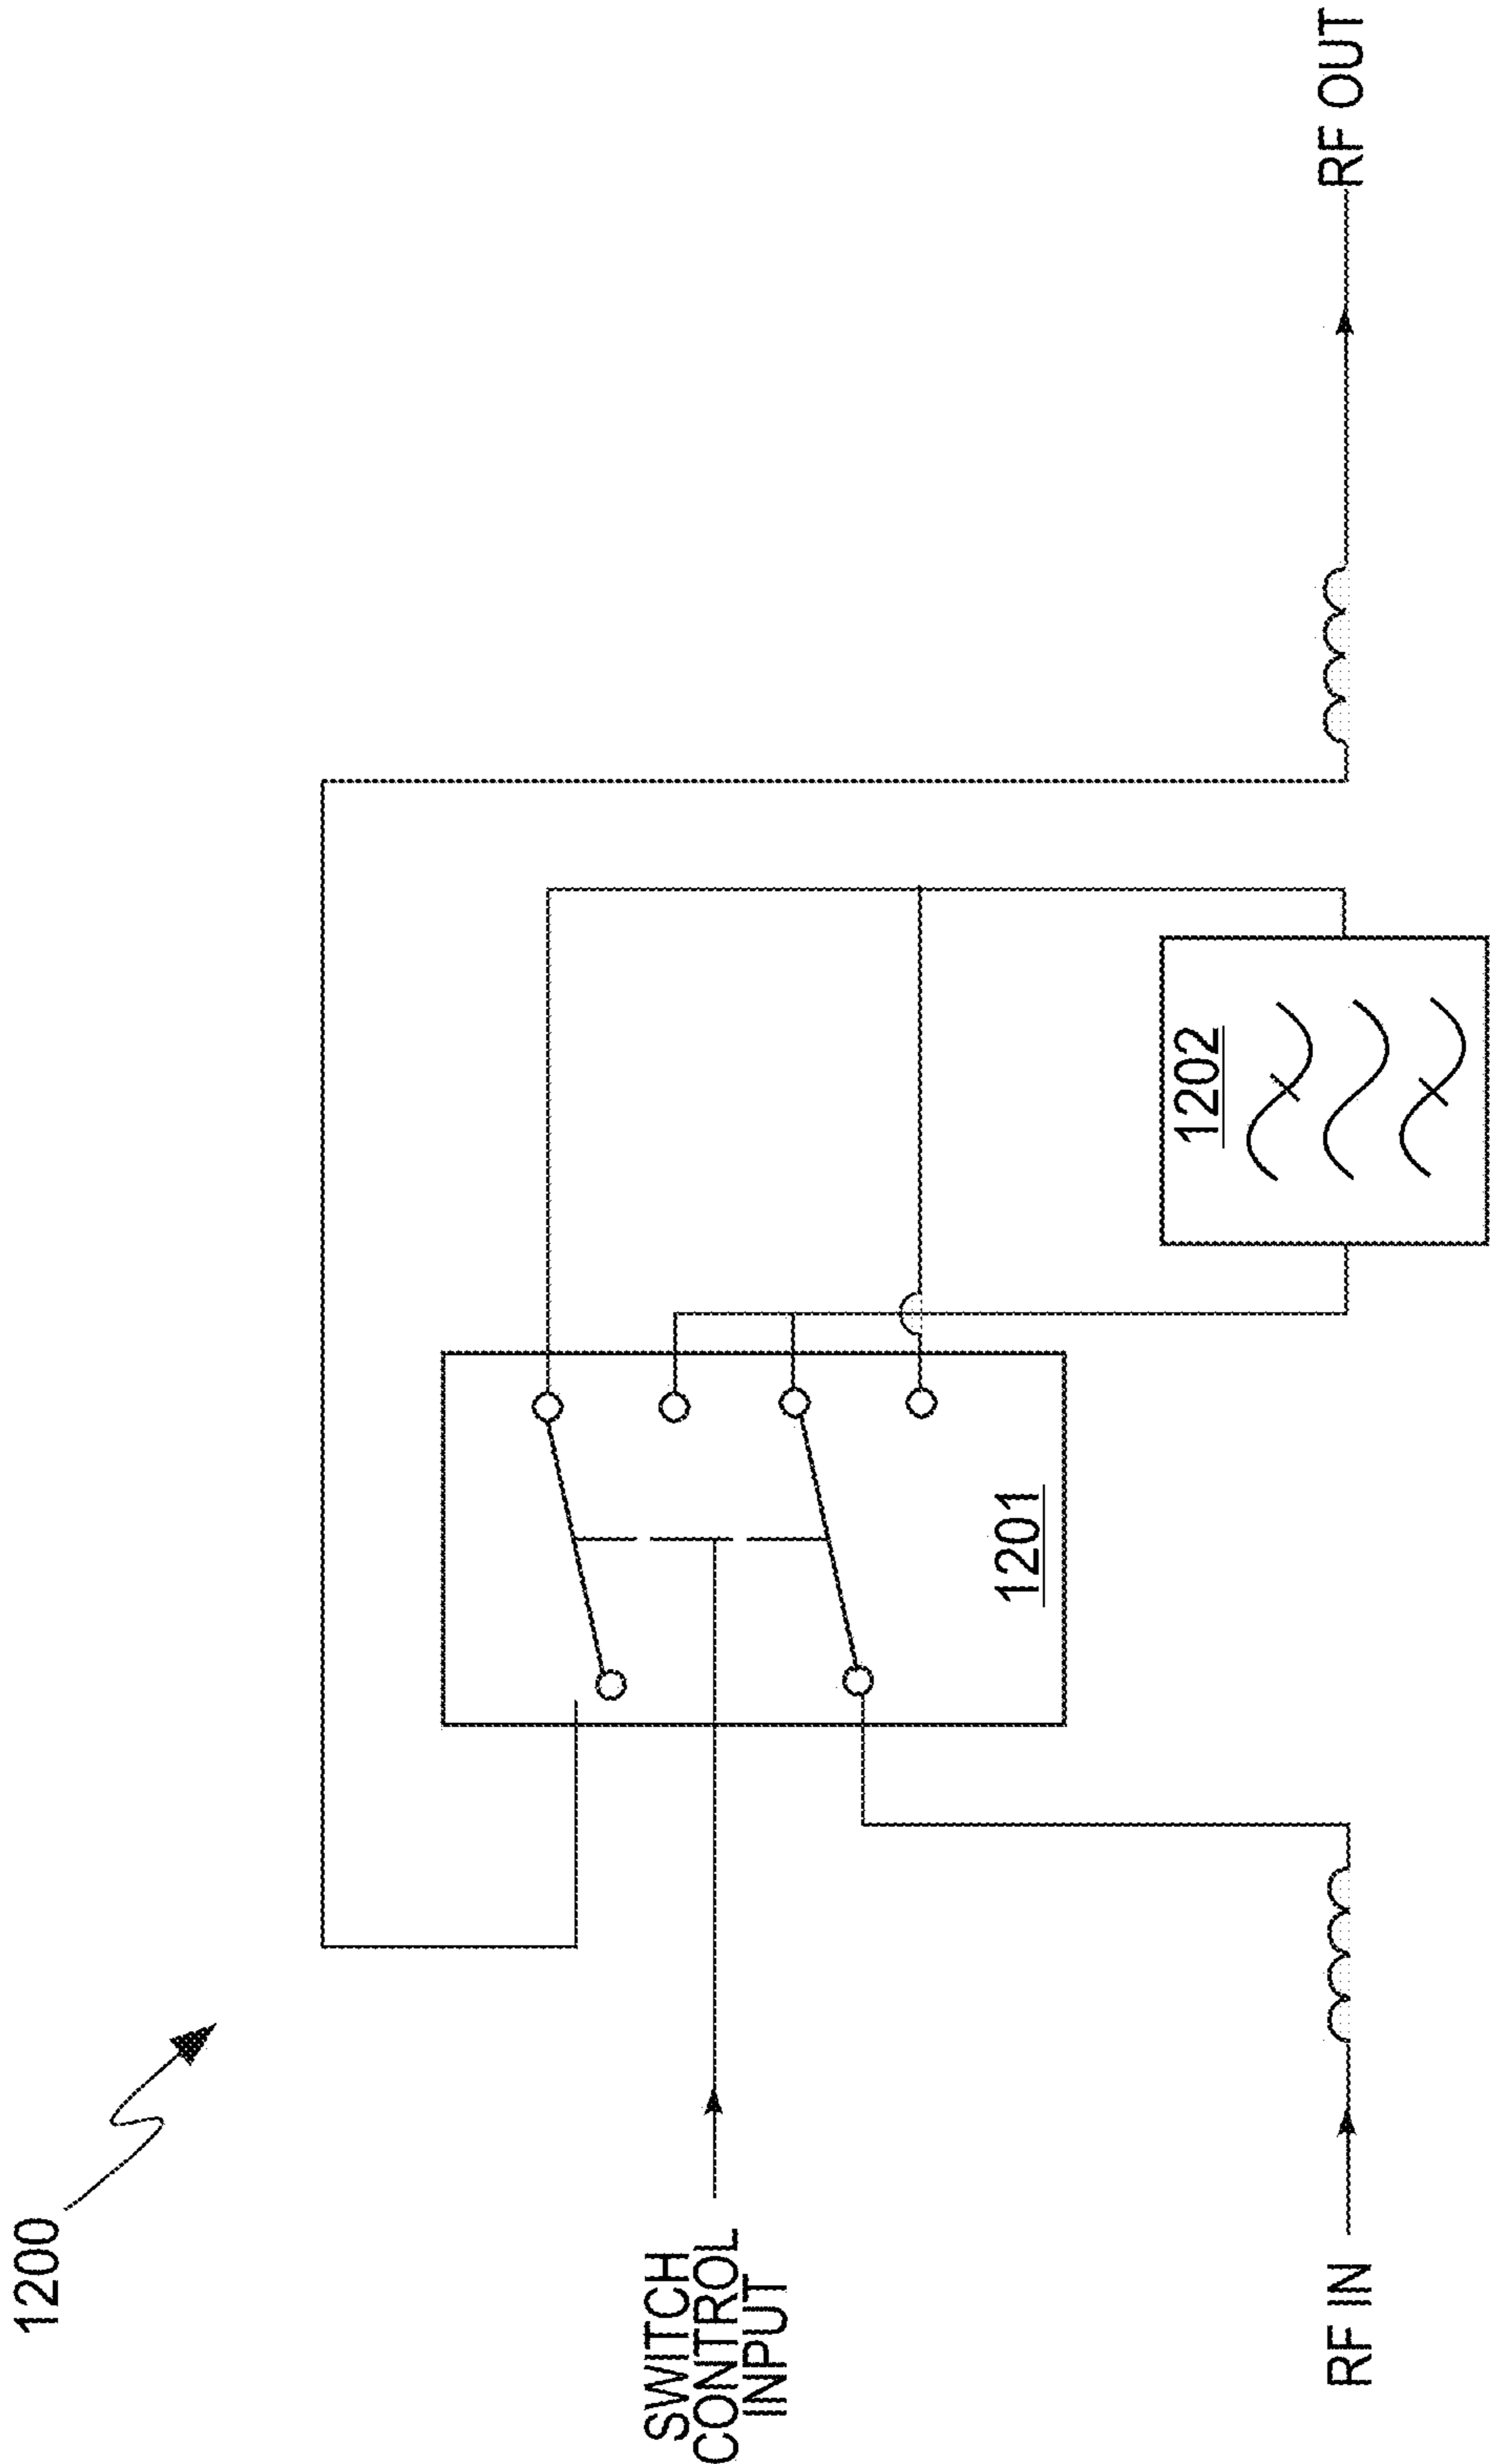 1200
SWITCH
CONTROL
INPUT
1201
1202
RF IN
RF OUT